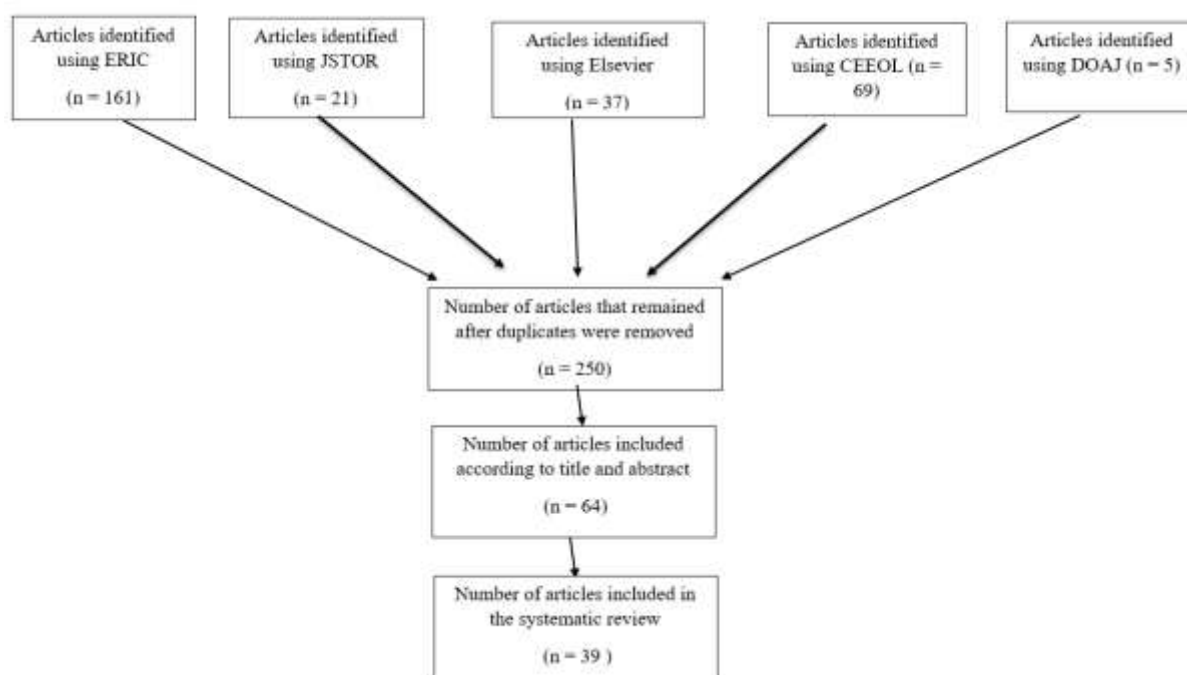 Articles identified
using ERIC
(n = 161)
Articles identified
using JSTOR
(n = 21)
Articles identified
using Elsevier
(n = 37)
Articles identified
using CEEOL (n =
69)
Articles identified
using DOAJ (n = 5)
Number of articles that remained
after duplicates were removed
(n = 250)
Number of articles included
according to title and abstract
(n = 64)
Number of articles included in
the systematic review
(n = 39 )